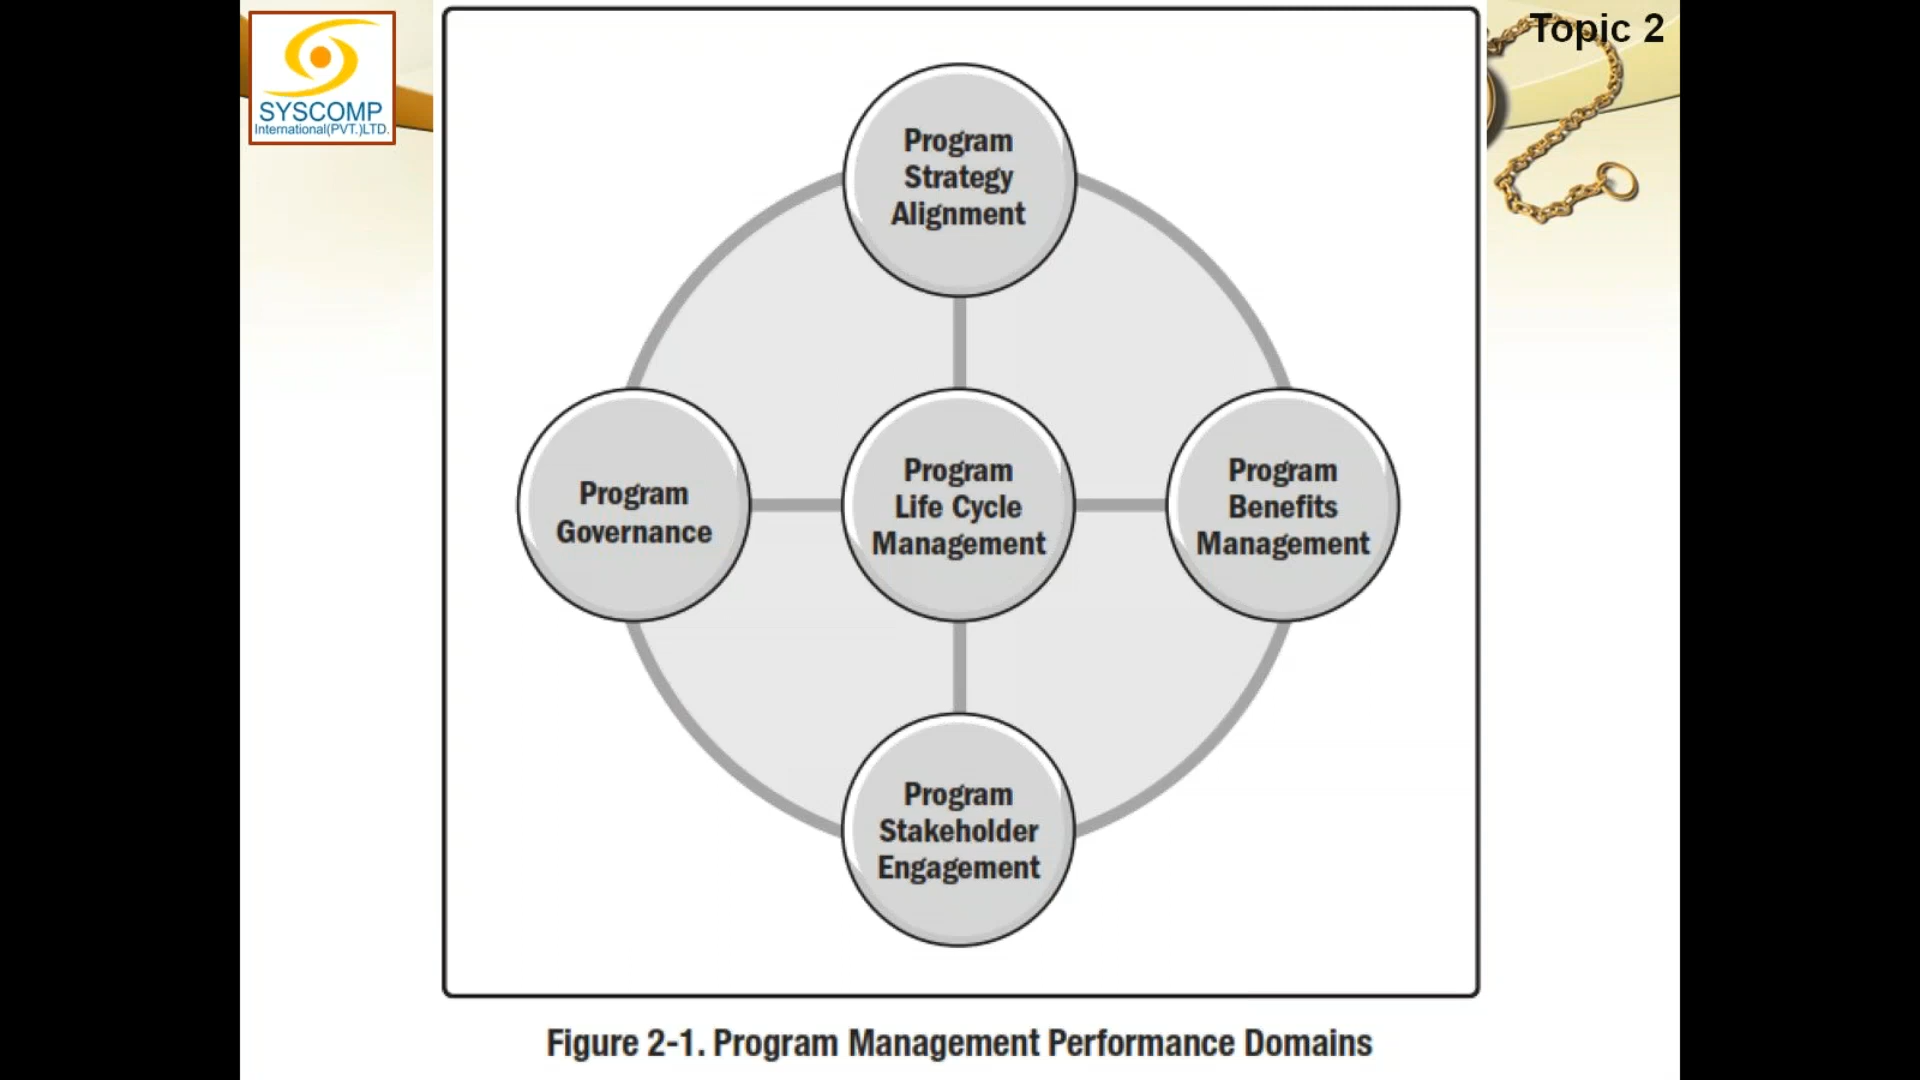 Topic 2
SYSCOMP
International(PVT.)LTD.
Program
Strategy
Alignment
Program
Governance
Program
Life Cycle
Management
Program
Benefits
Management
Program
Stakeholder
Engagement
Figure 2-1. Program Management Performance Domains